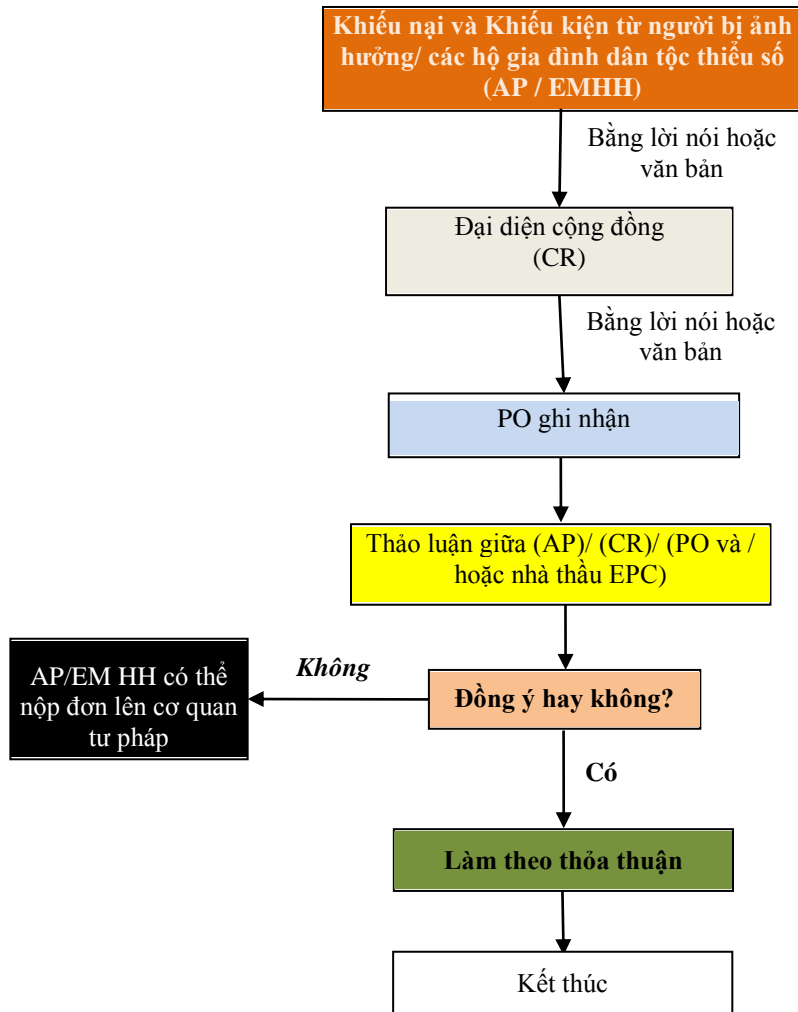 Khiếu nại và Khiếu kiện từ người bị ảnh
hưởng/ các hộ gia đình dân tộc thiểu số
(AP / EMHH)
Bằng lời nói hoặc
văn bản
Đại diện cộng đồng
(CR)
Bằng lời nói hoặc
văn bản
PO ghi nhận
Thảo luận giữa (AP)/ (CR)/ (PO và /
hoặc nhà thầu EPC)
AP/EM HH có thể
nộp đơn lên cơ quan
tư pháp
Không
Đồng ý hay không?
Có
Làm theo thỏa thuận
Kết thúc